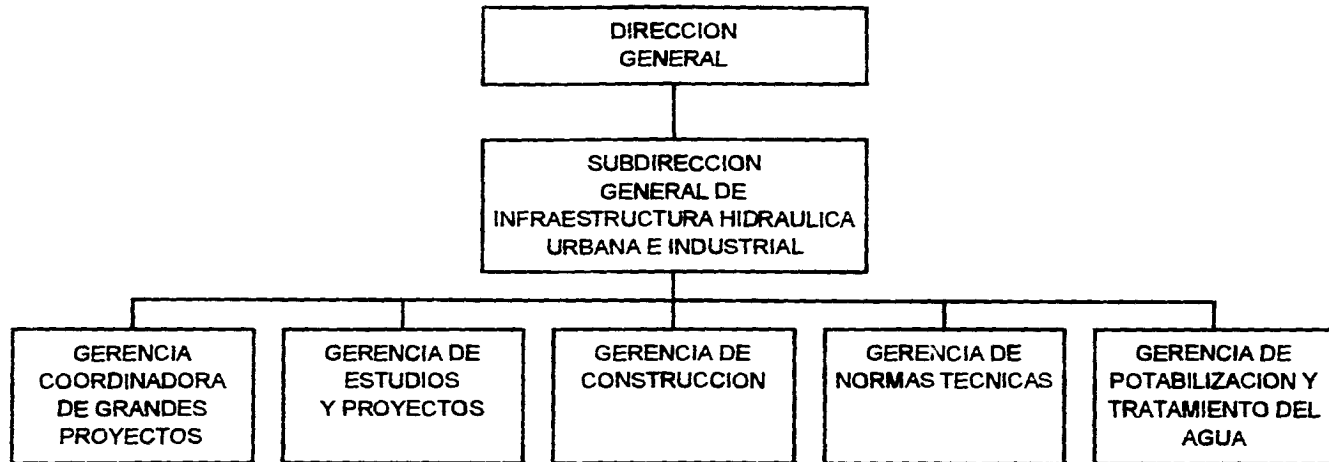 DIRECCION
GENERAL
SUBDIRECCION
GENERAL DE
INFRAESTRUCTURA HIDRAULICA
URBANA E INDUSTRIAL
GERENCIA
COORDINADORA
DE GRANDES
PROYECTOS
GERENCIA DE
ESTUDIOS
Y PROYECTOS
GERENCIA DE
CONSTRUCCION
GERENCIA DE
NORMAS TECNICAS
GERENCIA DE
POTABILIZACION Y
TRATAMIENTO DEL
AGUA